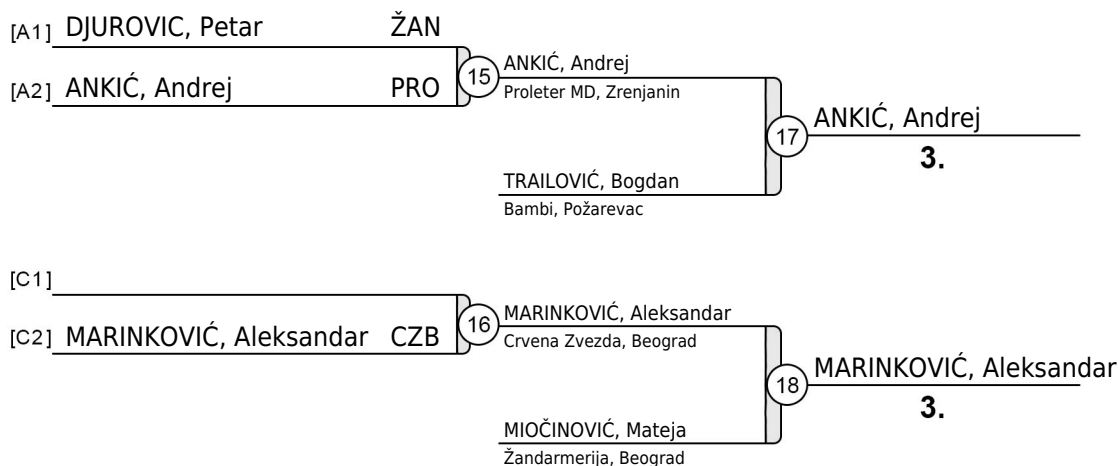 [A1] DJUROVIC, Petar ŽAN
[A2] ANKIĆ, Andrej PRO
15
ANKIĆ, Andrej
Proleter MD, Zrenjanin
TRAILOVIĆ, Bogdan
Bambi, Požarevac
17
ANKIĆ, Andrej
3.
[C1]
[C2] MARINKOVIĆ, Aleksandar CZB
16
MARINKOVIĆ, Aleksandar
Crvena Zvezda, Beograd
MIOČINOVIĆ, Mateja
Žandarmerija, Beograd
18
MARINKOVIĆ, Aleksandar
3.